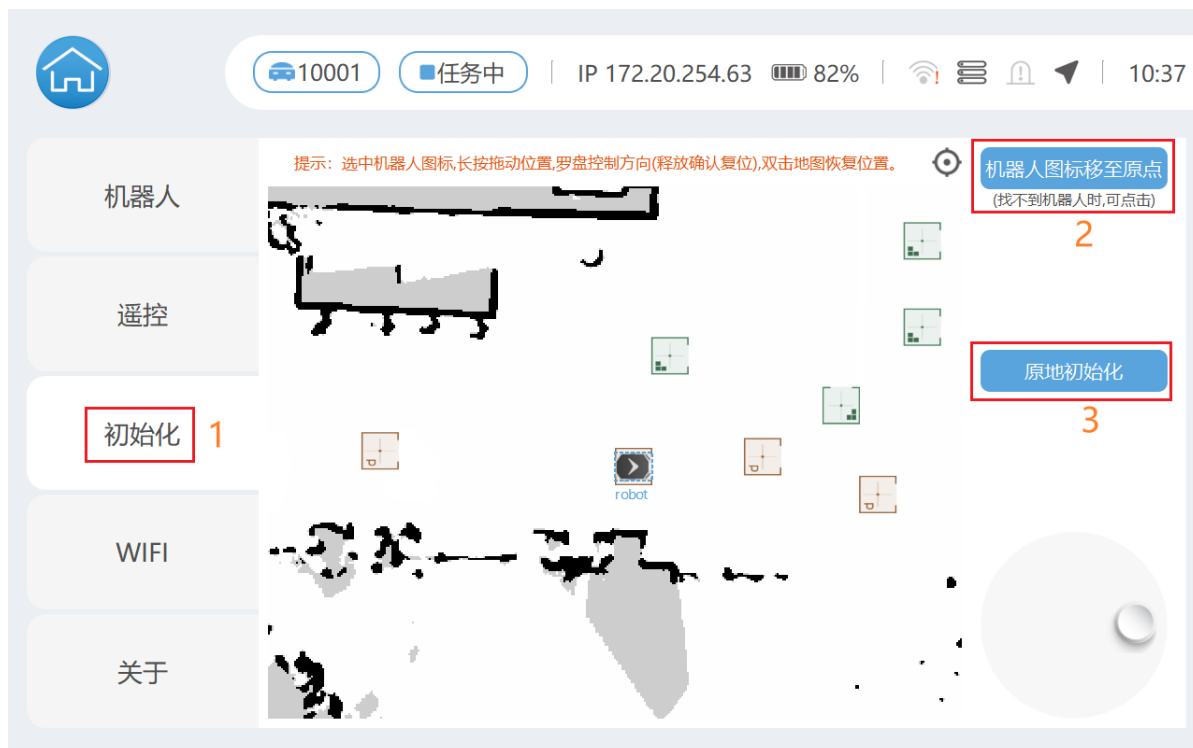 10001
任务中
IP 172.20.254.63
82%
10:37
机器人
遥控
初始化
1
WIFI
关于
提示：选中机器人图标,长按拖动位置,罗盘控制方向(释放确认复位),双击地图恢复位置。
P
robot
P
P
机器人图标移至原点
(找不到机器人时,可点击)
2
原地初始化
3